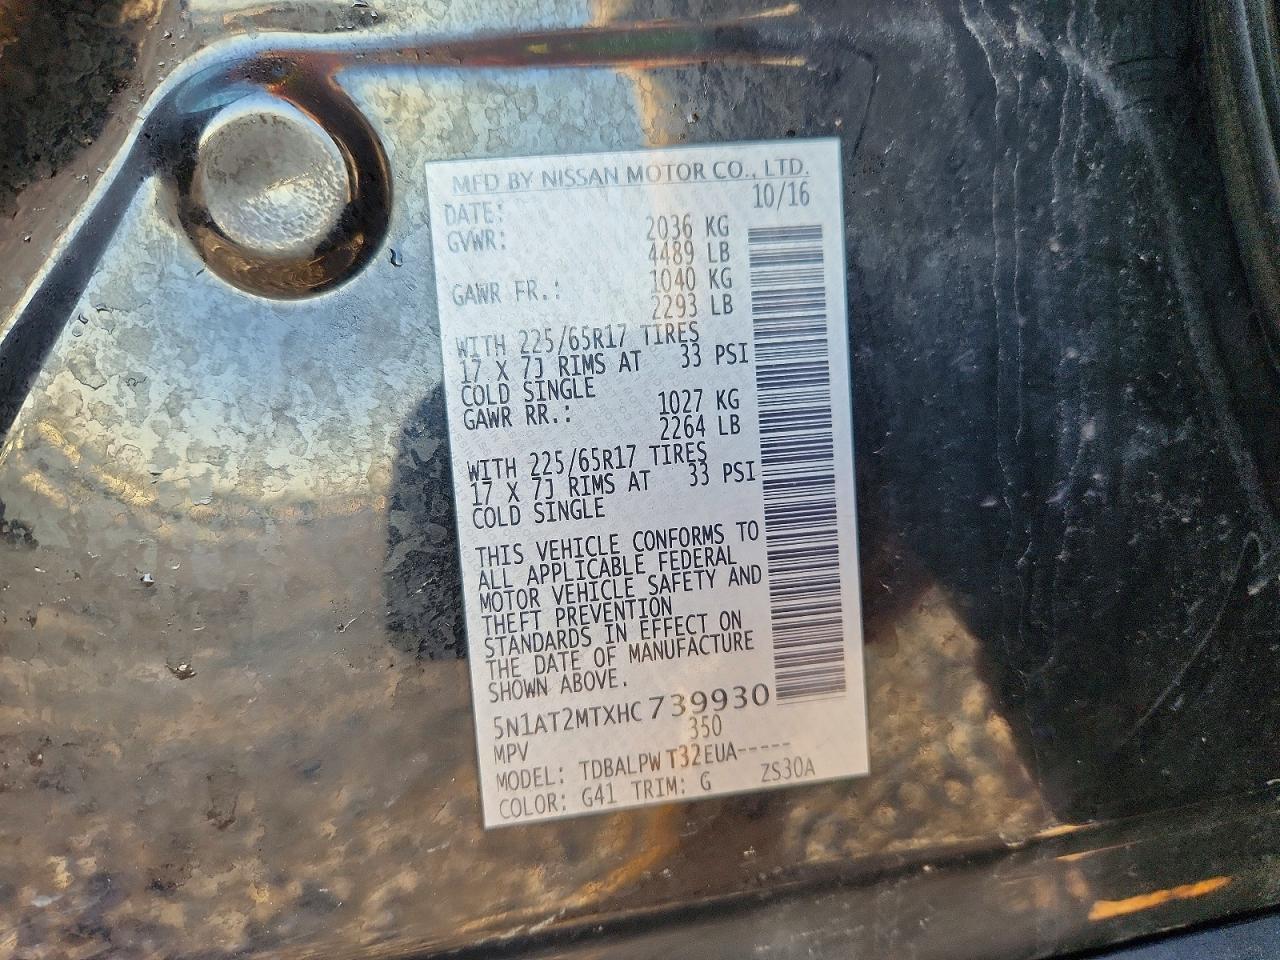 MFD BY NISSAN MOTOR CO., LTD.
DATE: 10/16
GVWR: 2036 KG
4489 LB
GAWR FR.: 1040 KG
2293 LB
WITH 225/65R17 TIRES
17 X 7J RIMS AT 33 PSI
COLD SINGLE
GAWR RR.: 1027 KG
2264 LB
WITH 225/65R17 TIRES
17 X 7J RIMS AT 33 PSI
COLD SINGLE
THIS VEHICLE CONFORMS TO
ALL APPLICABLE FEDERAL
MOTOR VEHICLE SAFETY AND
THEFT PREVENTION
STANDARDS IN EFFECT ON
THE DATE OF MANUFACTURE
SHOWN ABOVE.
5N1AT2MTXHC739930
MPV 350
MODEL: TDBALPWT32EUA-----
COLOR: G41 TRIM: G ZS30A